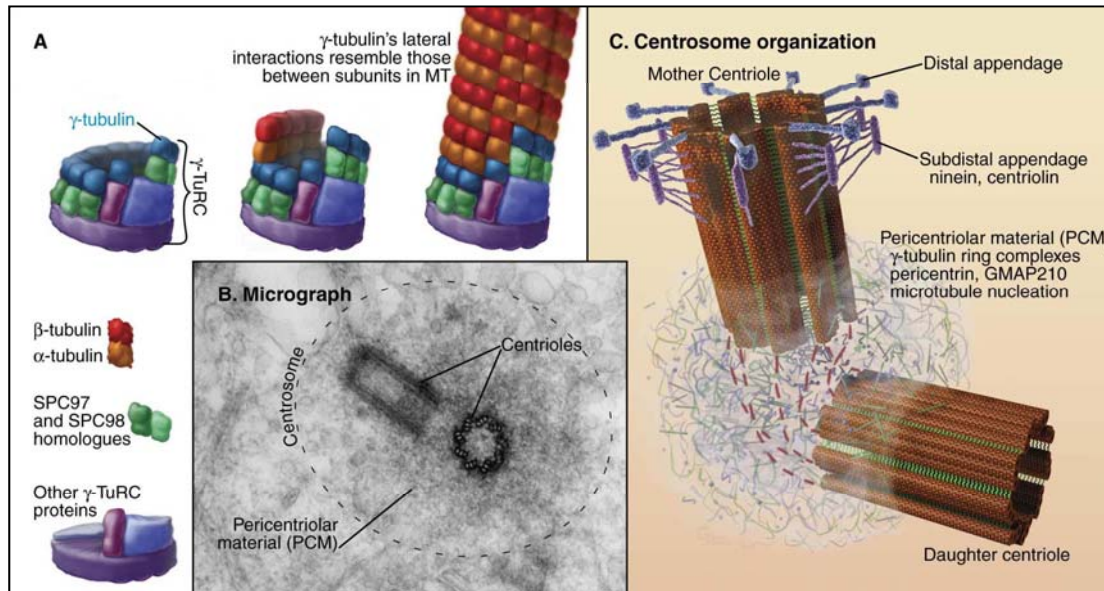 A
γ-tubulin's lateral
interactions resemble those
between subunits in MT
γ-tubulin
γ-TuRC
β-tubulin
α-tubulin
SPC97
and SPC98
homologues
Other γ-TuRC
proteins
B. Micrograph
Centrosome
Centrioles
Pericentriolar
material (PCM)
C. Centrosome organization
Mother Centriole
Distal appendage
Subdistal appendage
ninein, centriolin
Pericentriolar material (PCM
γ-tubulin ring complexes
pericentrin, GMAP210
microtubule nucleation
Daughter centriole